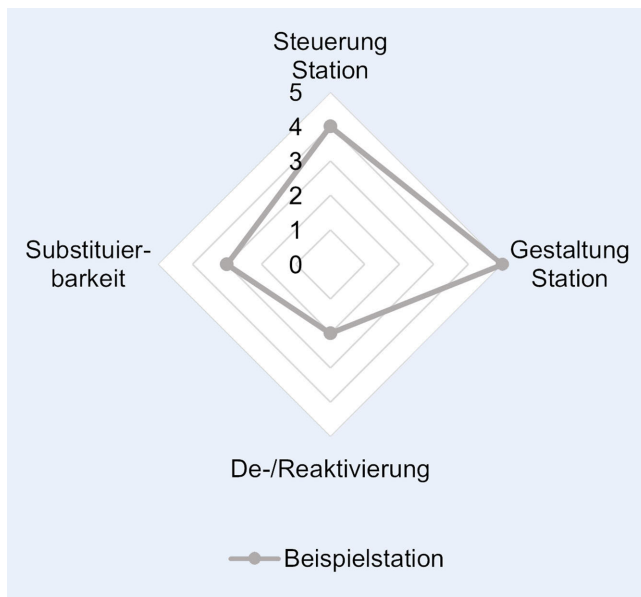 Steuerung
Station
5
4
3
2
1
0
Substituier-
barkeit
Gestaltung
Station
De-/Reaktivierung
Beispielstation